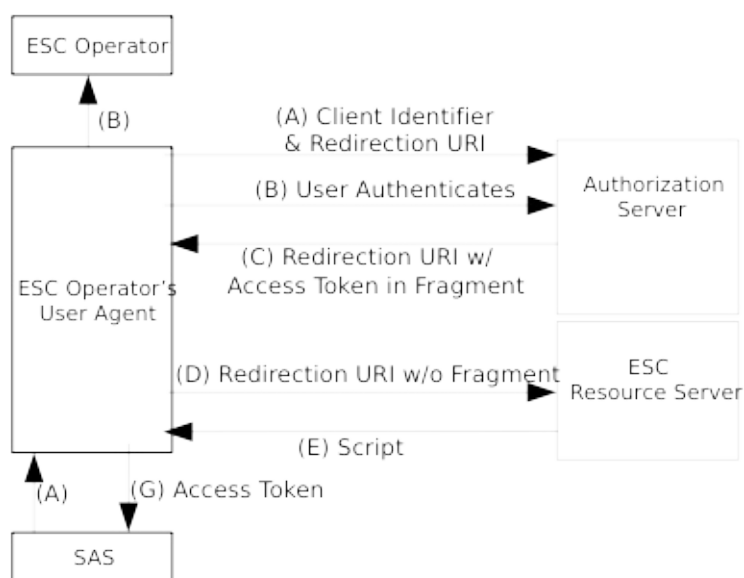 ESC Operator
(B)
(A) Client Identifier
& Redirection URI
(B) User Authenticates
Authorization
Server
(C) Redirection URI w/
Access Token in Fragment
ESC Operator's
User Agent
(D) Redirection URI w/o Fragment
ESC
Resource Server
(E) Script
(A)
(G) Access Token
SAS